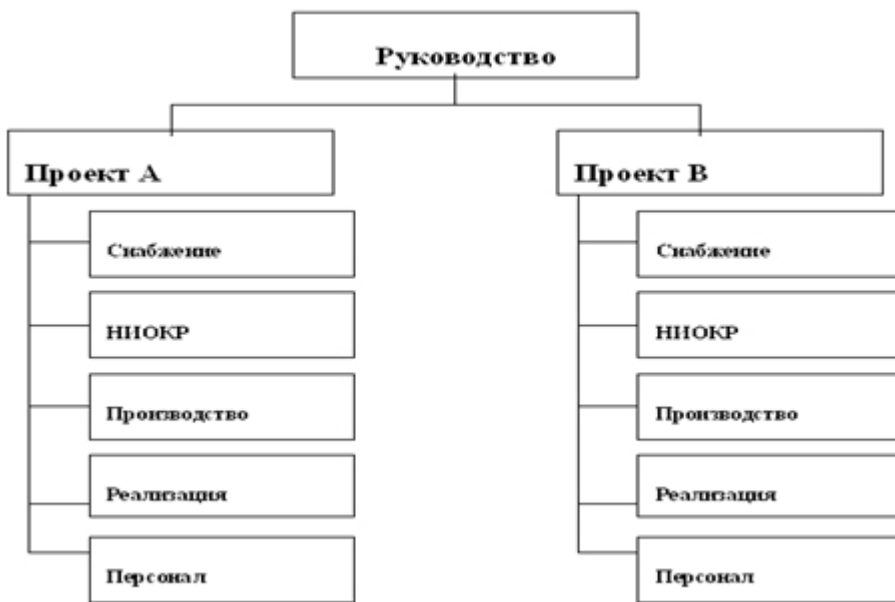 Руководство
Проект А
Проект В
Снабжение
Снабжение
НИОКР
НИОКР
Производство
Производство
Реализация
Реализация
Персонал
Персонал